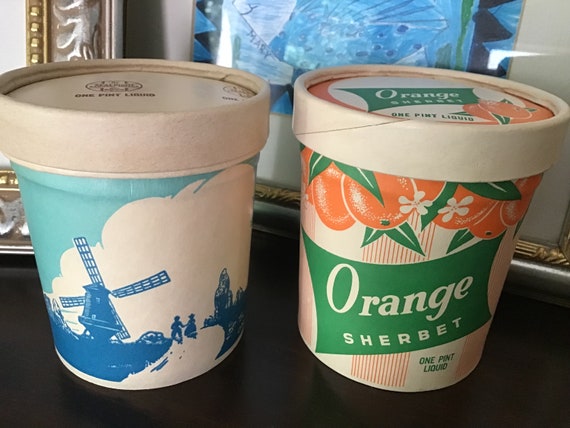 ONE PINT LIQUID
Orange
SHERBET
ONE PINT LIQUID
Orange
SHERBET
ONE PINT
LIQUID